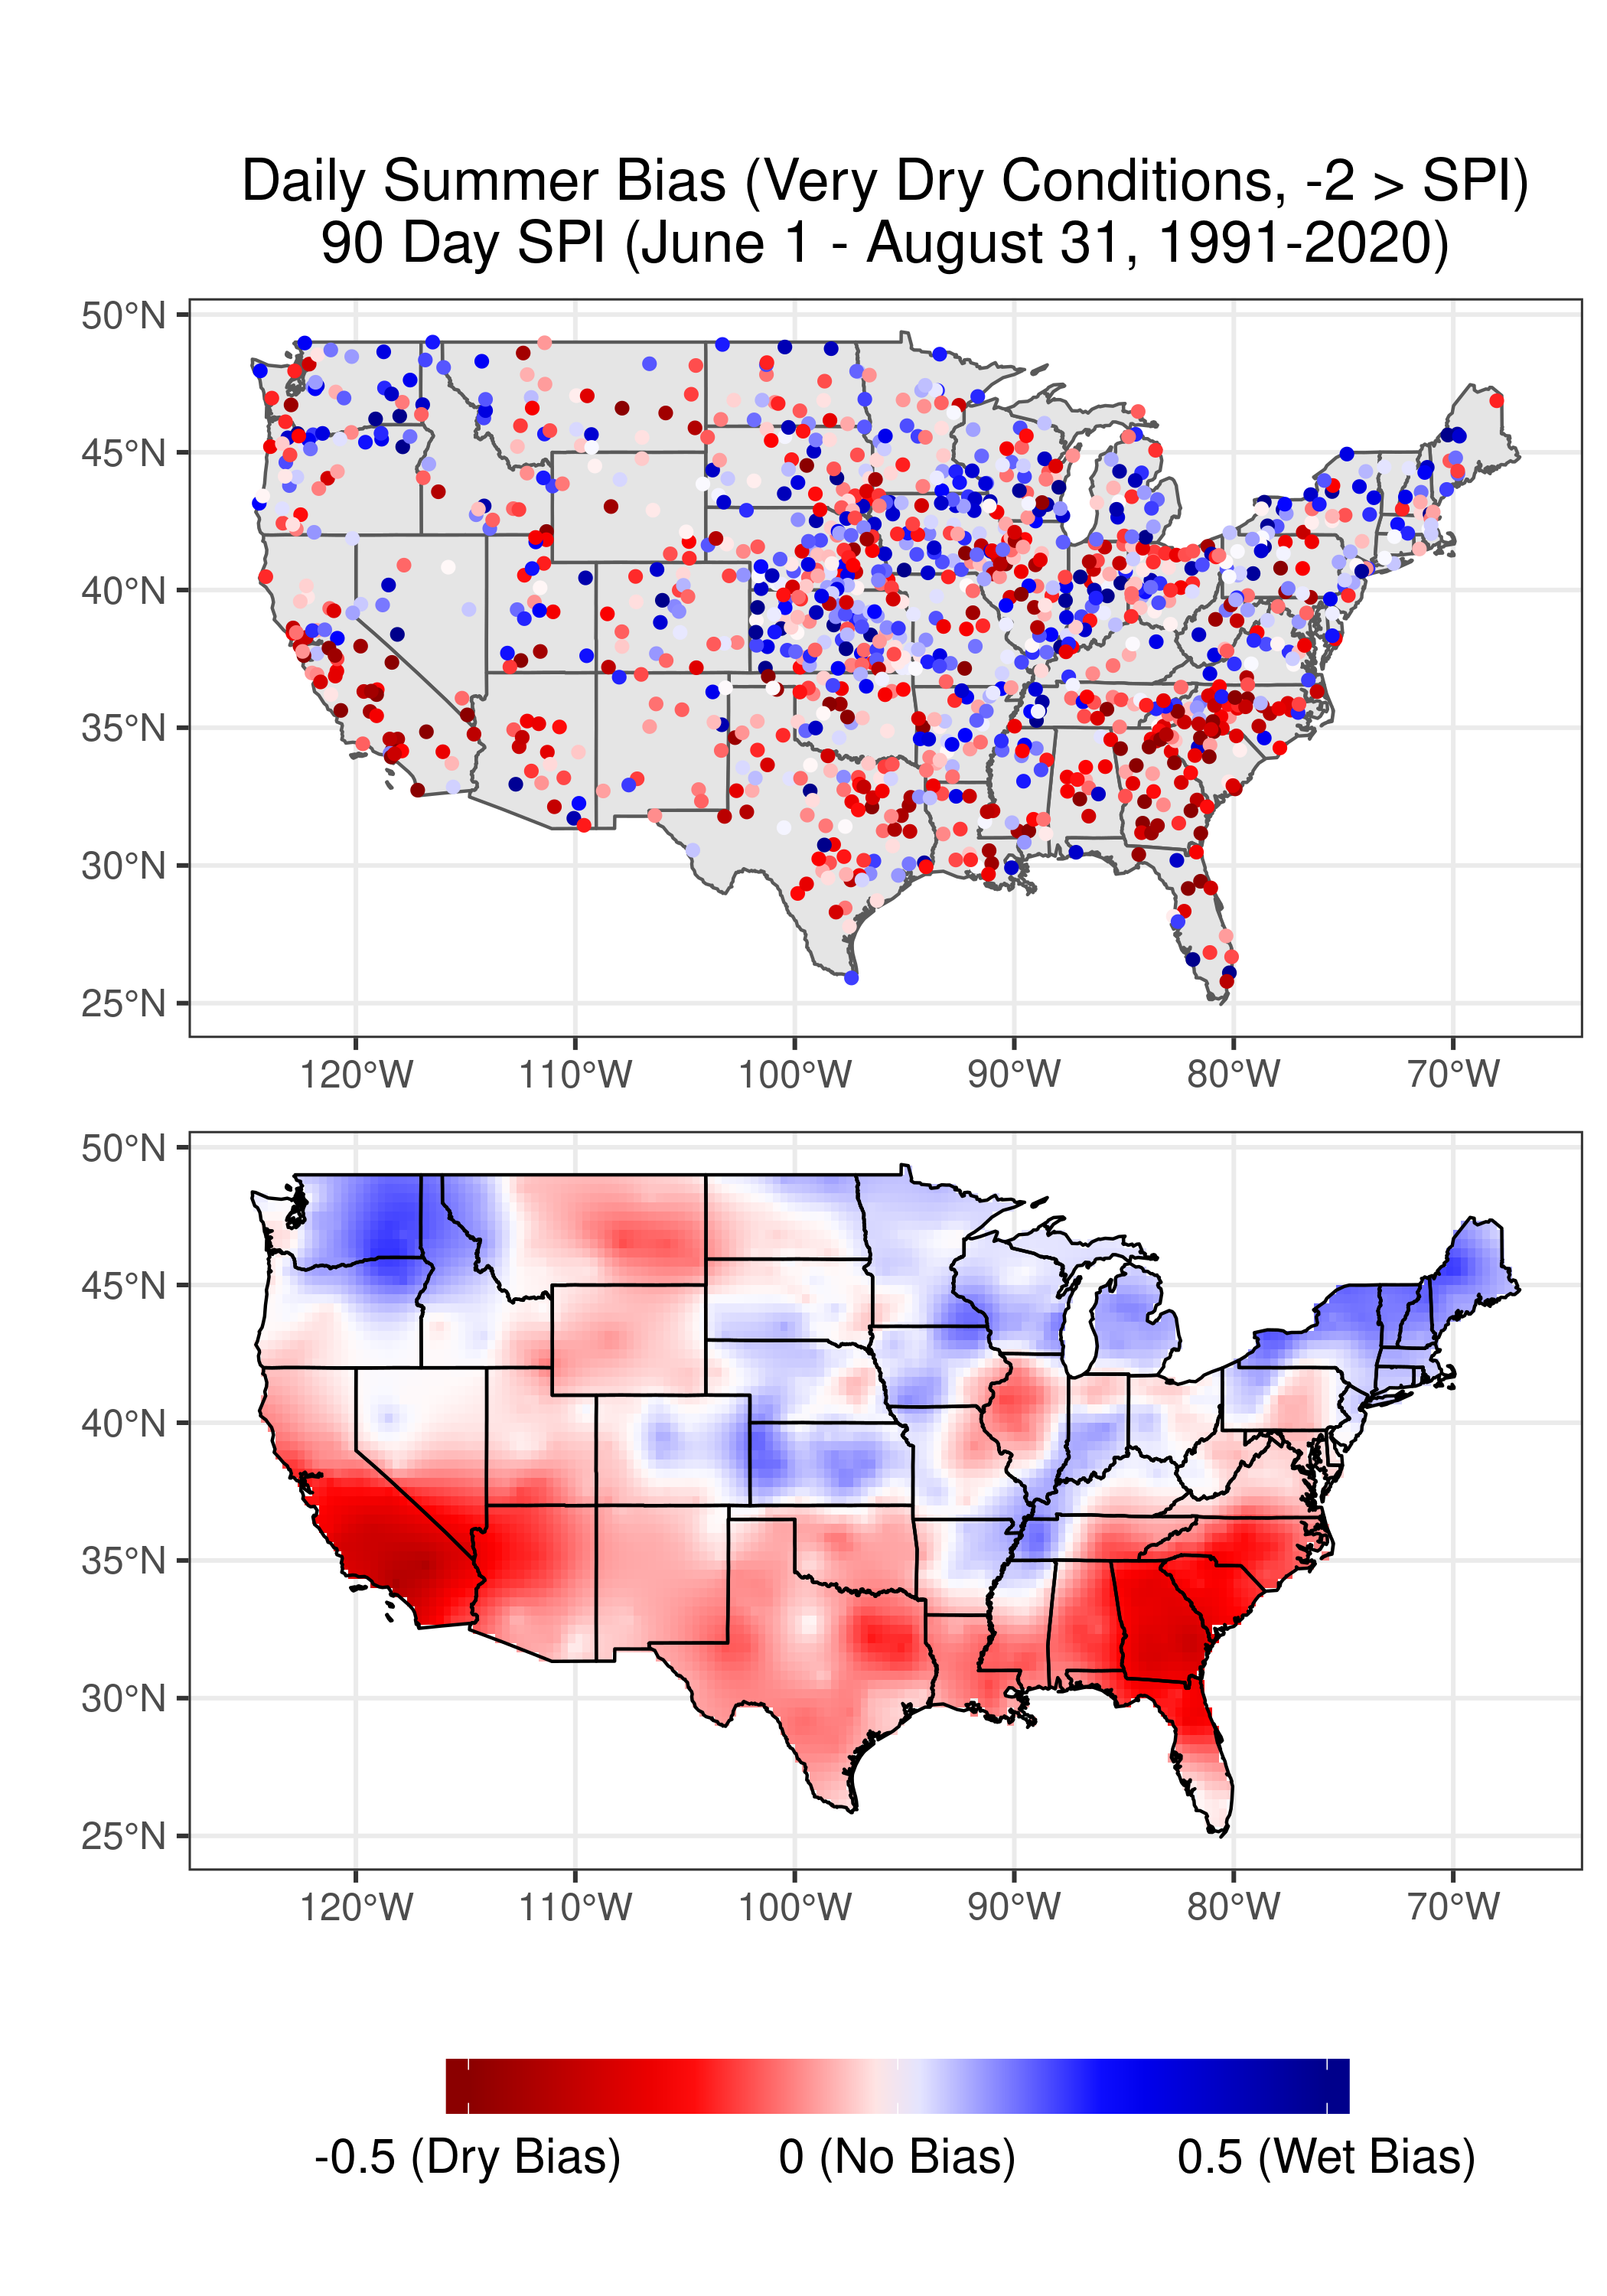 Daily Summer Bias (Very Dry Conditions, -2 > SPI)
90 Day SPI (June 1 - August 31, 1991-2020)
50°N
45°N
40°N
35°N
30°N
25°N
120°W 110°W 100°W 90°W 80°W 70°W
50°N
45°N
40°N
35°N
30°N
25°N
120°W 110°W 100°W 90°W 80°W 70°W
-0.5 (Dry Bias) 0 (No Bias) 0.5 (Wet Bias)